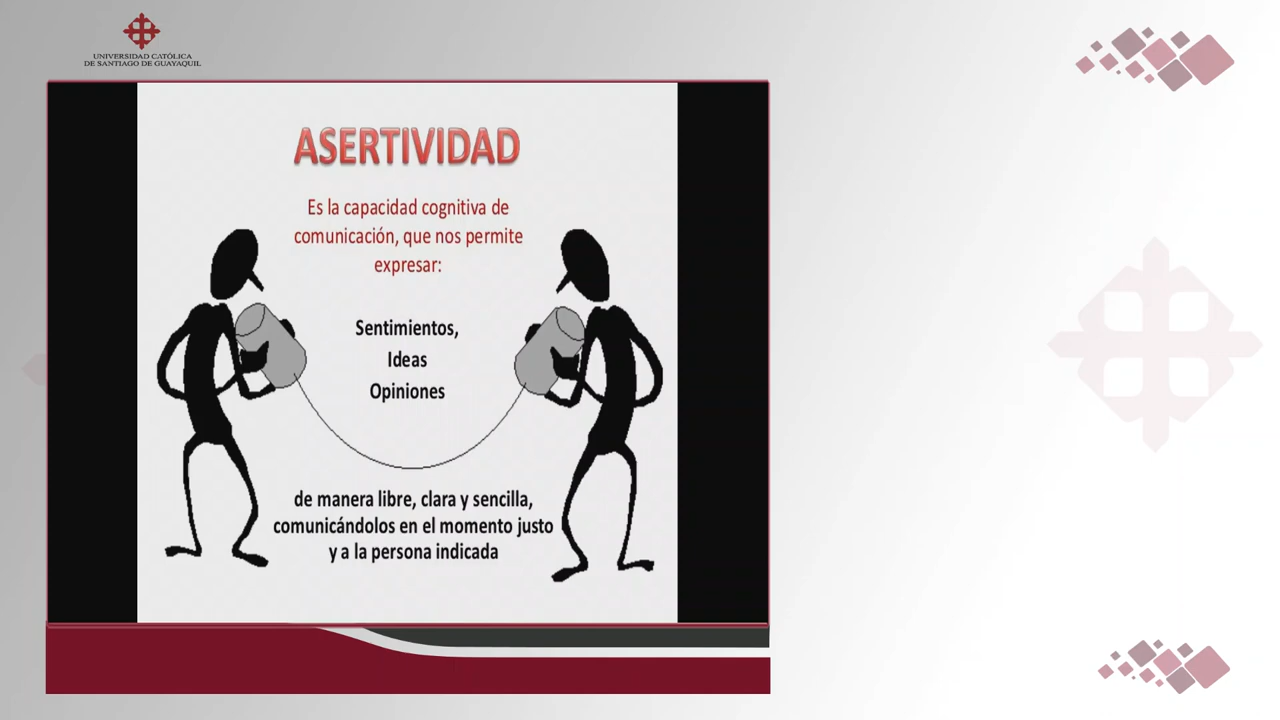 UNIVERSIDAD CATÓLICA
DE SANTIAGO DE GUAYAQUIL
ASERTIVIDAD
Es la capacidad cognitiva de
comunicación, que nos permite
expresar:
Sentimientos,
Ideas
Opiniones
de manera libre, clara y sencilla,
comunicándolos en el momento justo
y a la persona indicada